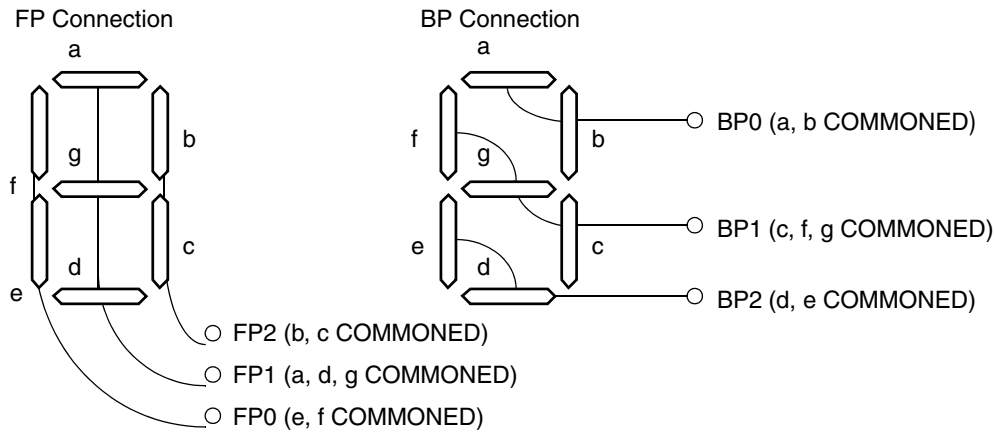 FP Connection
a
b
g
f
c
d
e
FP2 (b, c COMMONED)
FP1 (a, d, g COMMONED)
FP0 (e, f COMMONED)
BP Connection
a
BP0 (a, b COMMONED)
f
b
g
BP1 (c, f, g COMMONED)
e
c
d
BP2 (d, e COMMONED)